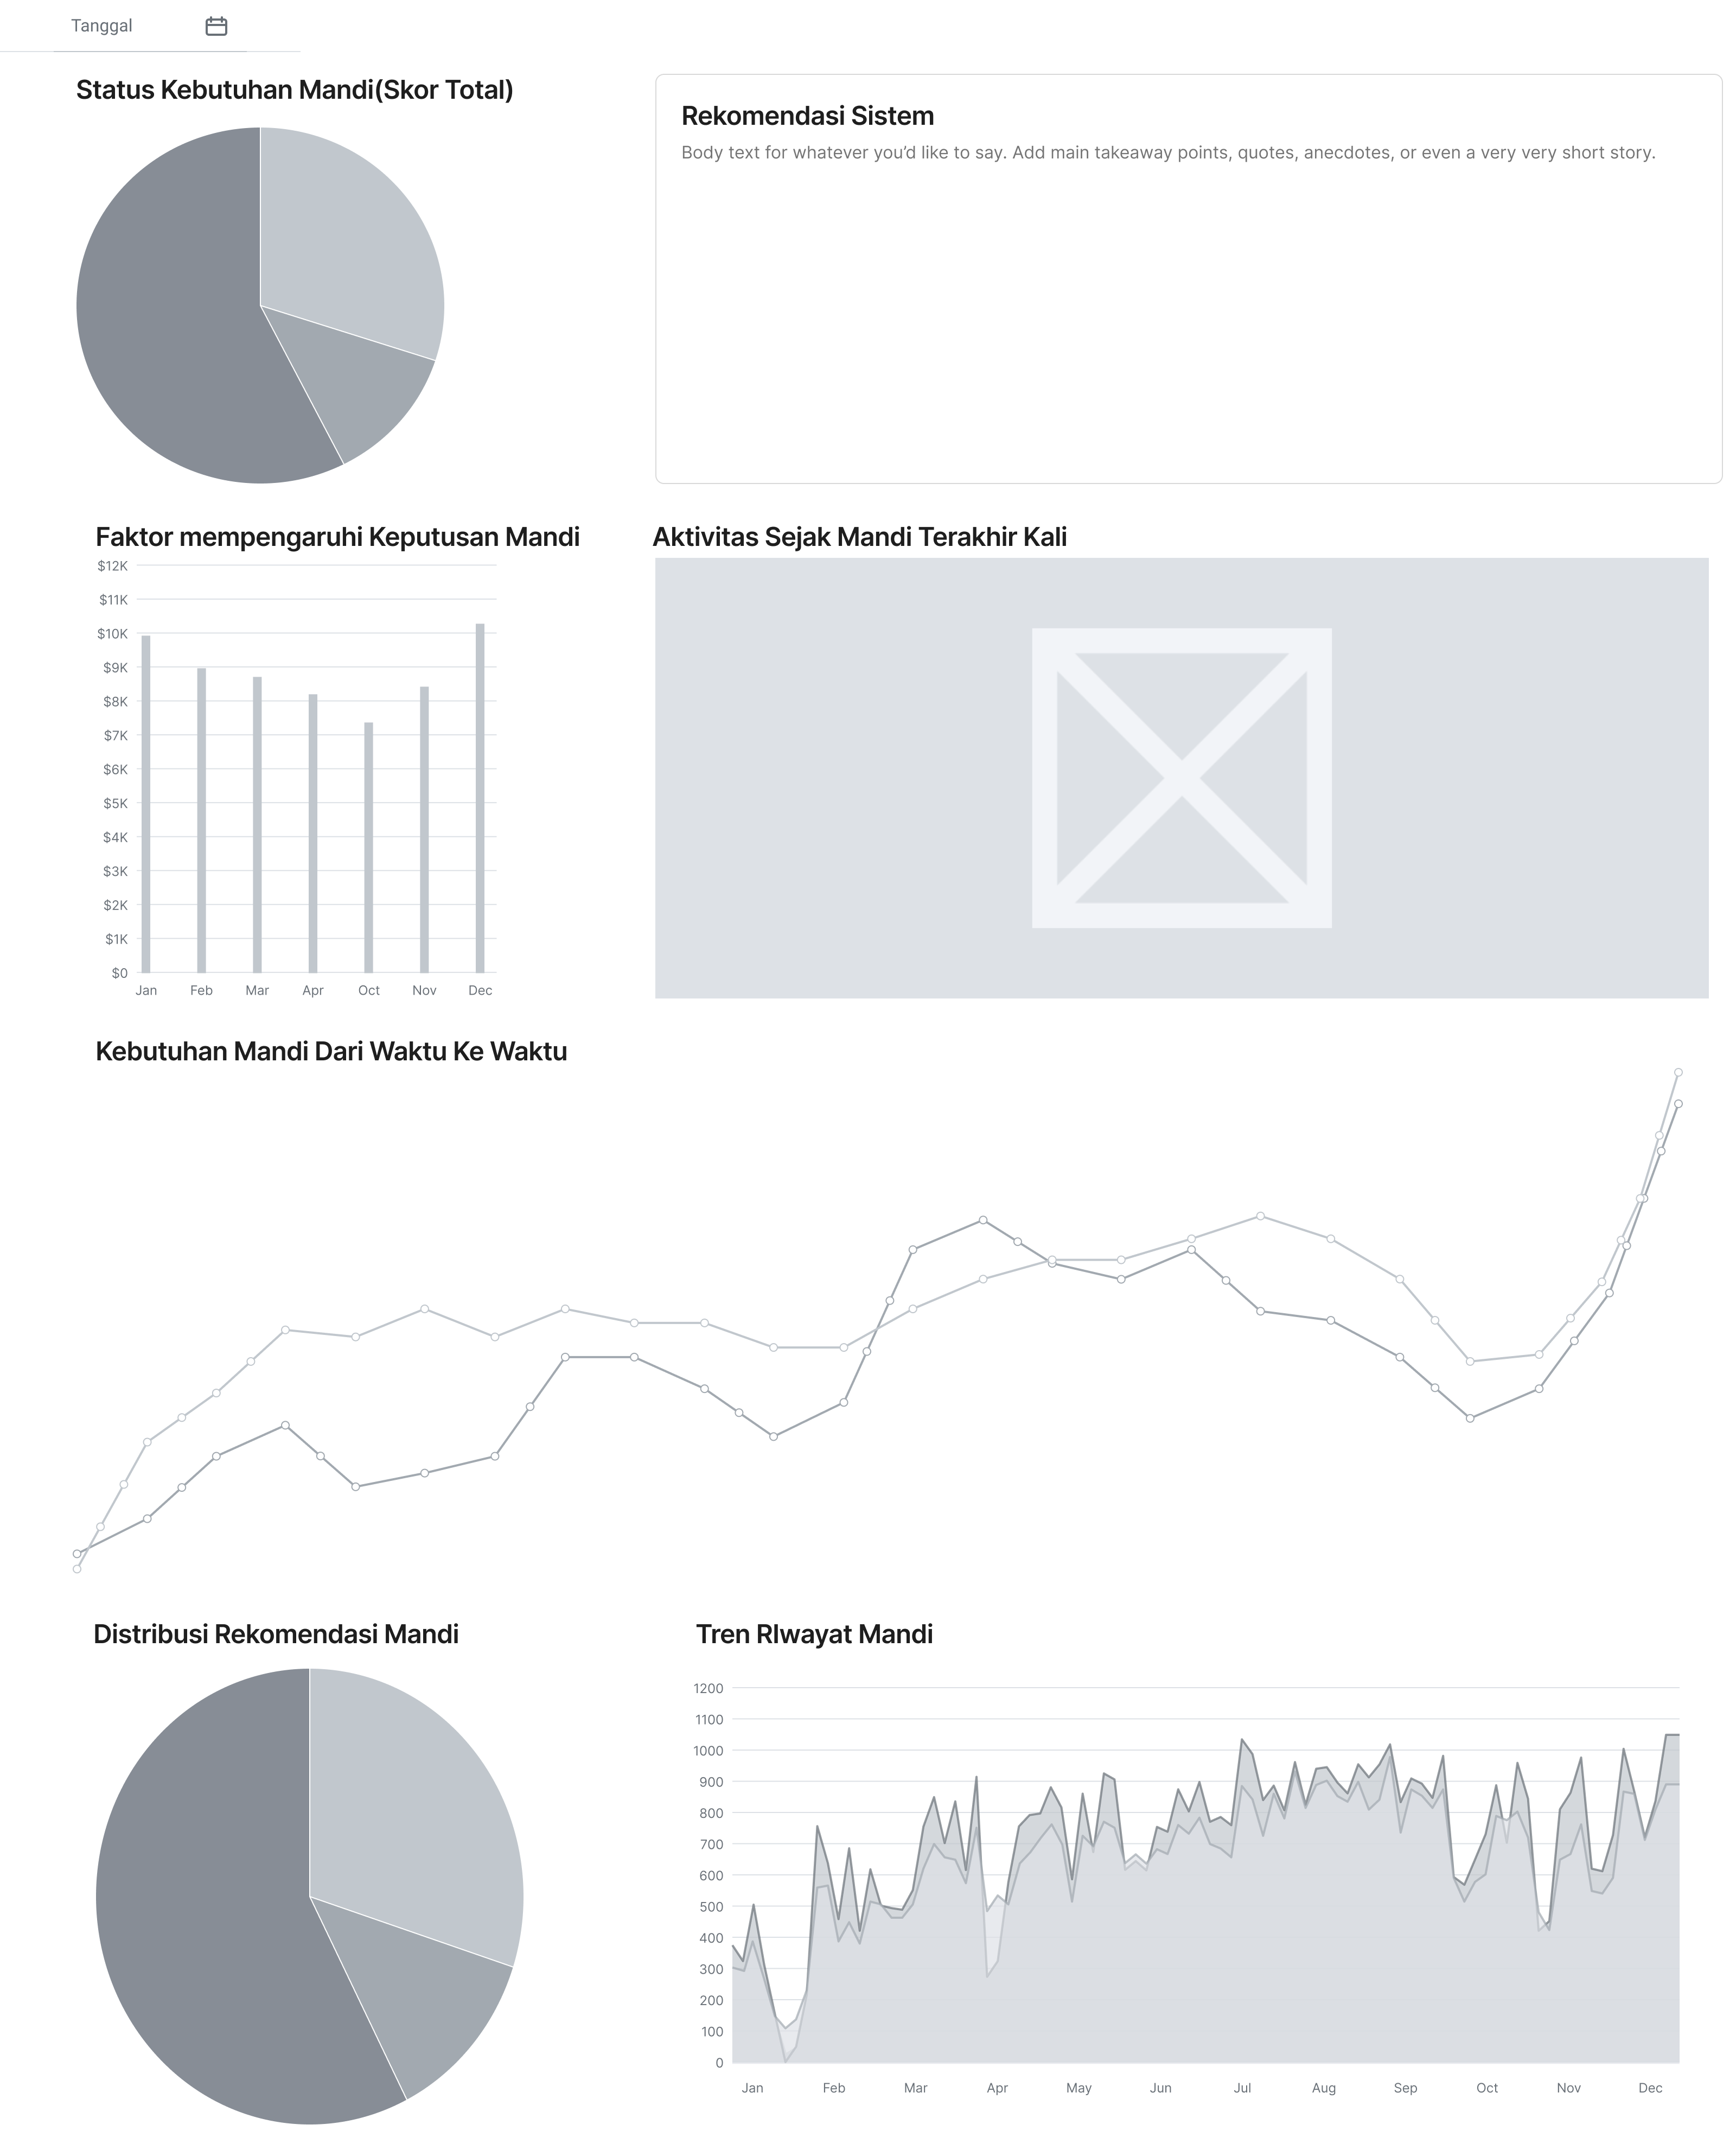 Tanggal
Status Kebutuhan Mandi(Skor Total)
Rekomendasi Sistem
Body text for whatever you’d like to say. Add main takeaway points, quotes, anecdotes, or even a very very short story.
Faktor mempengaruhi Keputusan Mandi
$12K
$11K
$10K
$9K
$8K
$7K
$6K
$5K
$4K
$3K
$2K
$1K
$0
Jan Feb Mar Apr Oct Nov Dec
Aktivitas Sejak Mandi Terakhir Kali
Kebutuhan Mandi Dari Waktu Ke Waktu
Distribusi Rekomendasi Mandi
Tren RIwayat Mandi
1200
1100
1000
900
800
700
600
500
400
300
200
100
0
Jan Feb Mar Apr May Jun Jul Aug Sep Oct Nov Dec